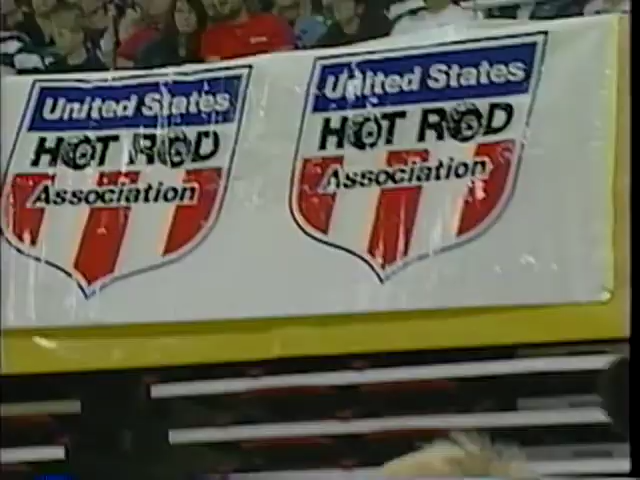 United States
HOT ROD
Association
United States
HOT ROD
Association